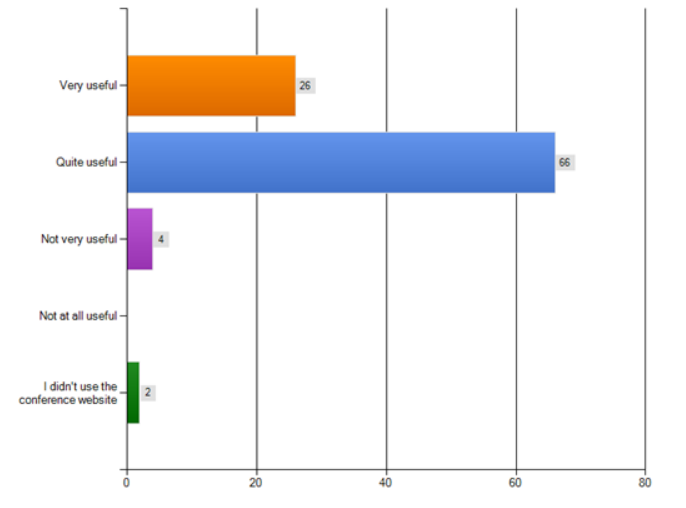 Very useful
26
Quite useful
66
Not very useful
4
Not at all useful
I didn't use the
conference website
2
0
20
40
60
80